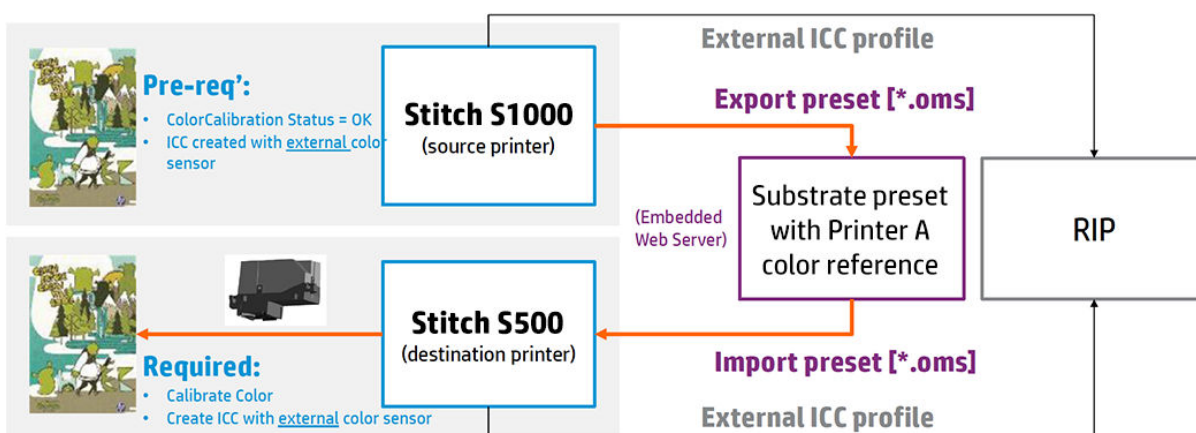 External ICC profile
Pre-req’:
• ColorCalibration Status = OK
• ICC created with external color
sensor
Stitch S1000
(source printer)
Export preset [*.oms]
(Embedded
Web Server)
Substrate preset
with Printer A
color reference
RIP
Stitch S500
(destination printer)
Required:
• Calibrate Color
• Create ICC with external color sensor
Import preset [*.oms]
External ICC profile